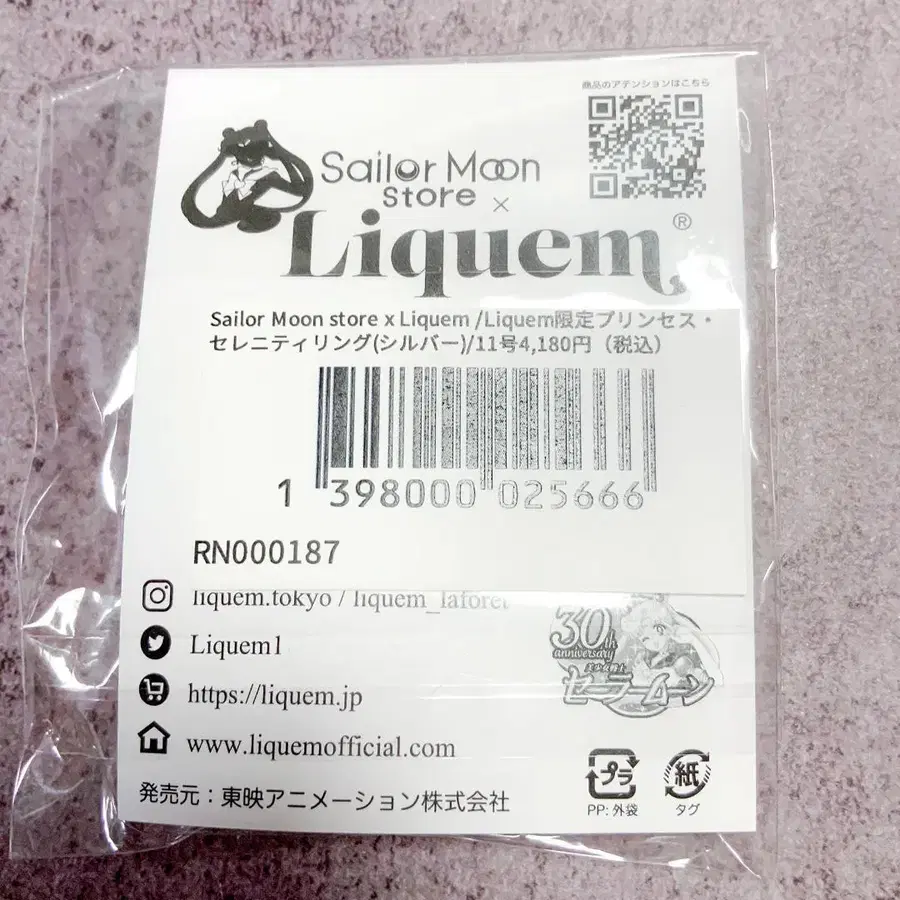 商品のアテンションはこちら
Sailor Moon
store ×
Liquem®
Sailor Moon store x Liquem /Liquem限定プリンセス・
セレニティリング(シルバー)/11号4,180円（税込）
1 398000 025666
RN000187
liquem.tokyo / liquem_laforet
Liquem1
https://liquem.jp
www.liquemofficial.com
30th
anniversary
美少女戦士
セーラームーン
プラ
PP: 外袋
紙
タグ
発売元：東映アニメーション株式会社